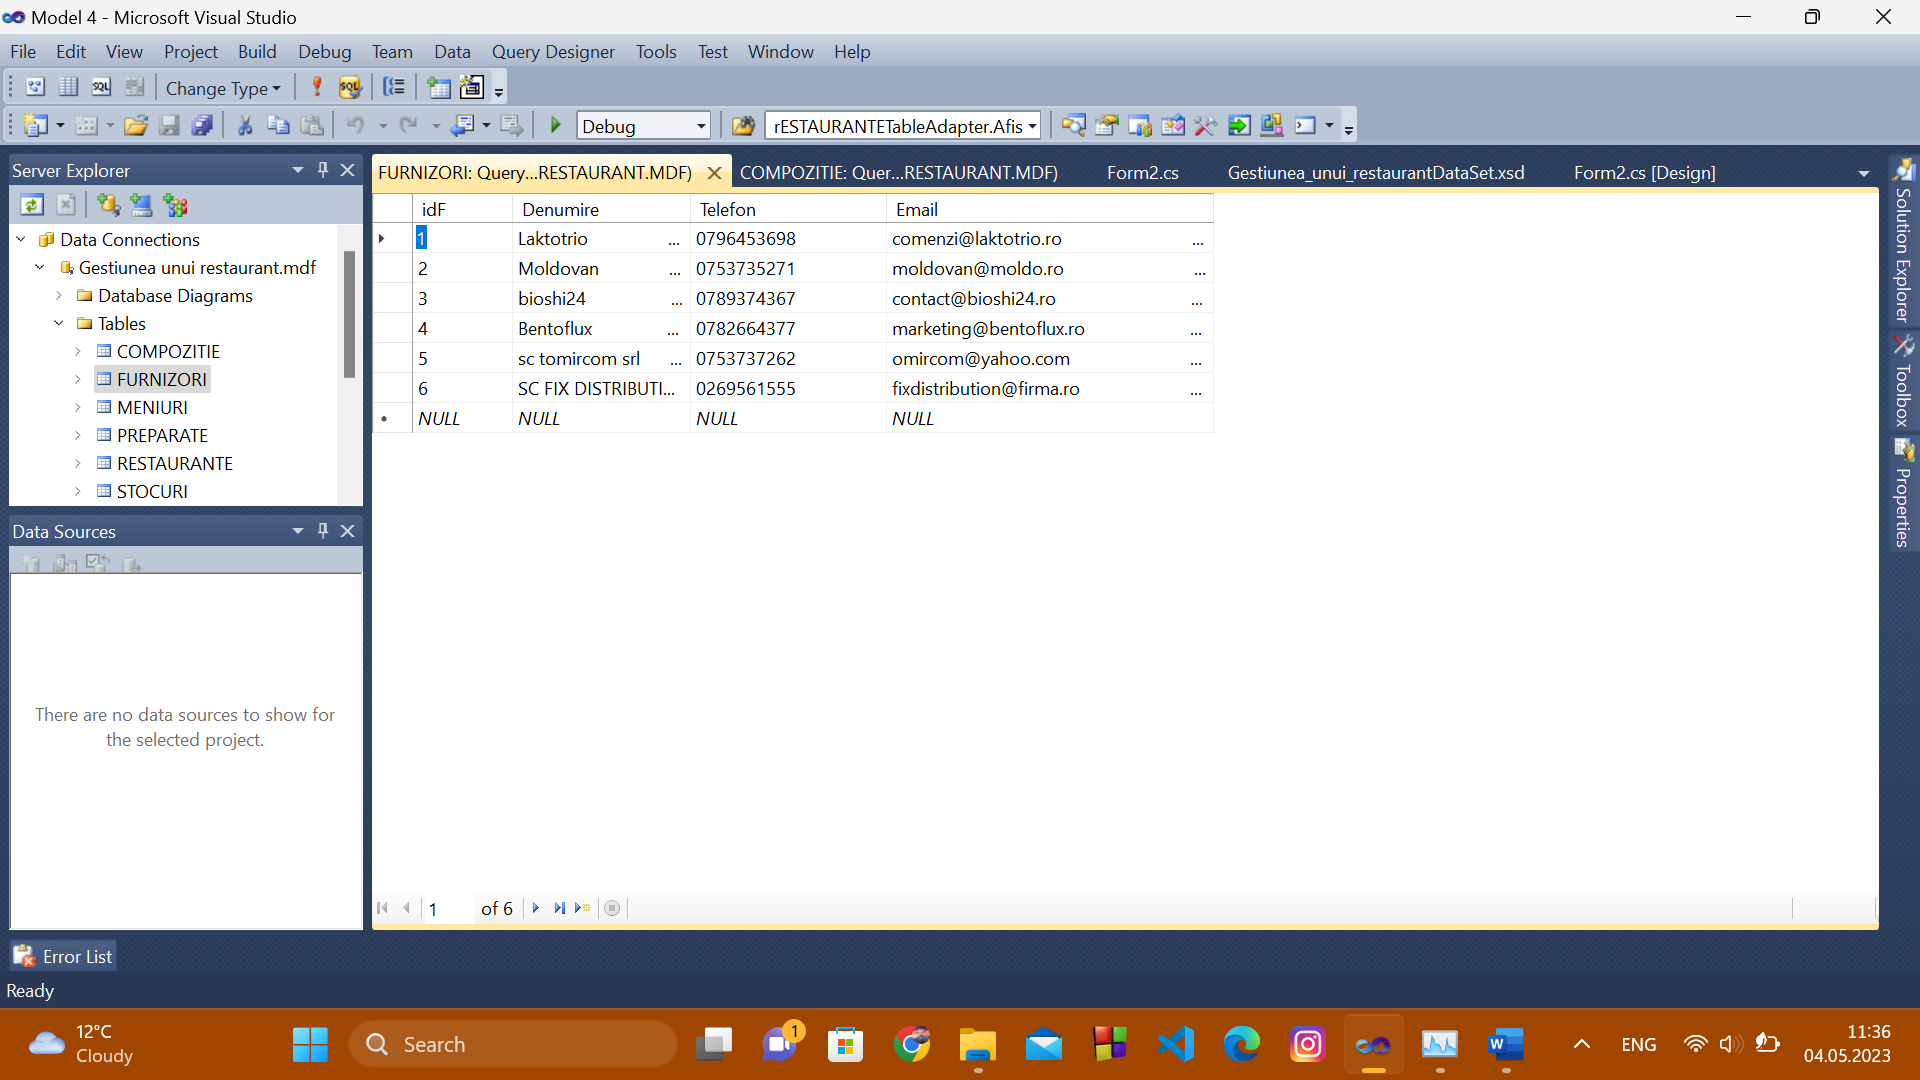 Model 4 - Microsoft Visual Studio
File Edit View Project Build Debug Team Data Query Designer Tools Test Window Help
SQL Change Type SQL
Debug rESTAURANTETableAdapter.Afis
Server Explorer
Data Connections
Gestiunea unui restaurant.mdf
Database Diagrams
Tables
COMPOZITIE
FURNIZORI
MENIURI
PREPARATE
RESTAURANTE
STOCURI
Data Sources
There are no data sources to show for
the selected project.
FURNIZORI: Query...RESTAURANT.MDF) COMPOZITIE: Quer...RESTAURANT.MDF) Form2.cs Gestiunea_unui_restaurantDataSet.xsd Form2.cs [Design]
idF Denumire Telefon Email
1 Laktotrio ... 0796453698 comenzi@laktotrio.ro ...
2 Moldovan ... 0753735271 moldovan@moldo.ro ...
3 bioshi24 ... 0789374367 contact@bioshi24.ro ...
4 Bentoflux ... 0782664377 marketing@bentoflux.ro ...
5 sc tomircom srl ... 0753737262 omircom@yahoo.com ...
6 SC FIX DISTRIBUTI... 0269561555 fixdistribution@firma.ro ...
NULL NULL NULL NULL
1 of 6
Solution Explorer
Toolbox
Properties
Error List
Ready
12°C
Cloudy
Search
1
W
ENG
11:36
04.05.2023